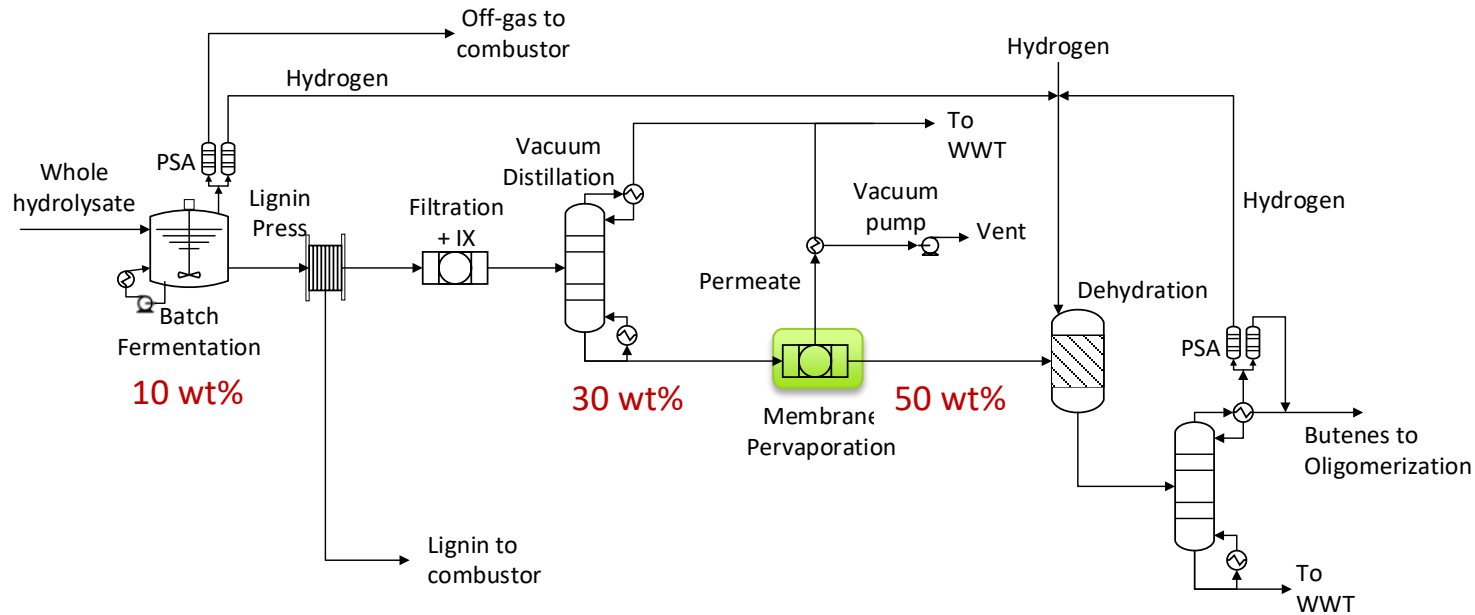 Off-gas to
combustor
Hydrogen
Hydrogen
PSA
Whole
hydrolysate
Lignin
Press
Filtration
+ IX
Vacuum
Distillation
To
WWT
Vacuum
pump
Vent
Permeate
Hydrogen
Dehydration
PSA
Batch
Fermentation
10 wt%
30 wt%
50 wt%
Membrane
Pervaporation
Butenes to
Oligomerization
Lignin to
combustor
To
WWT